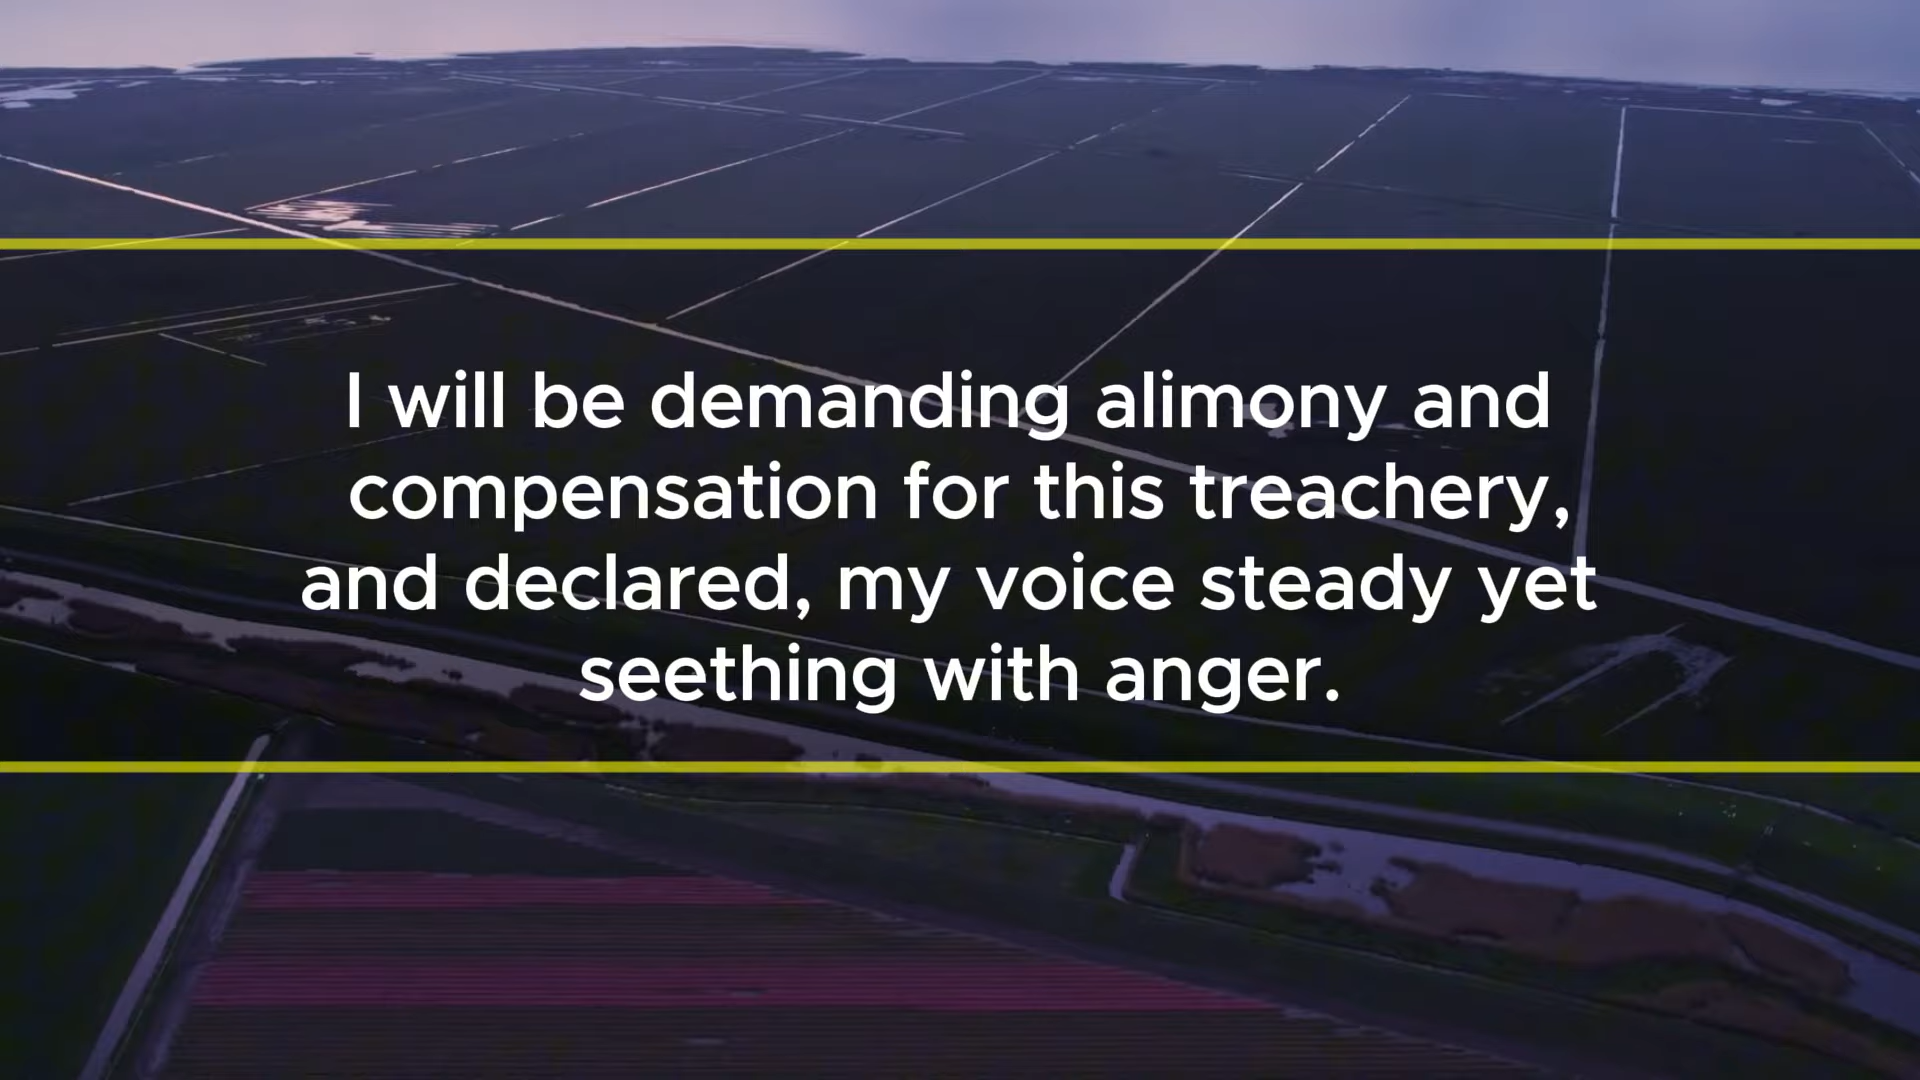 I will be demanding alimony and
compensation for this treachery,
and declared, my voice steady yet
seething with anger.